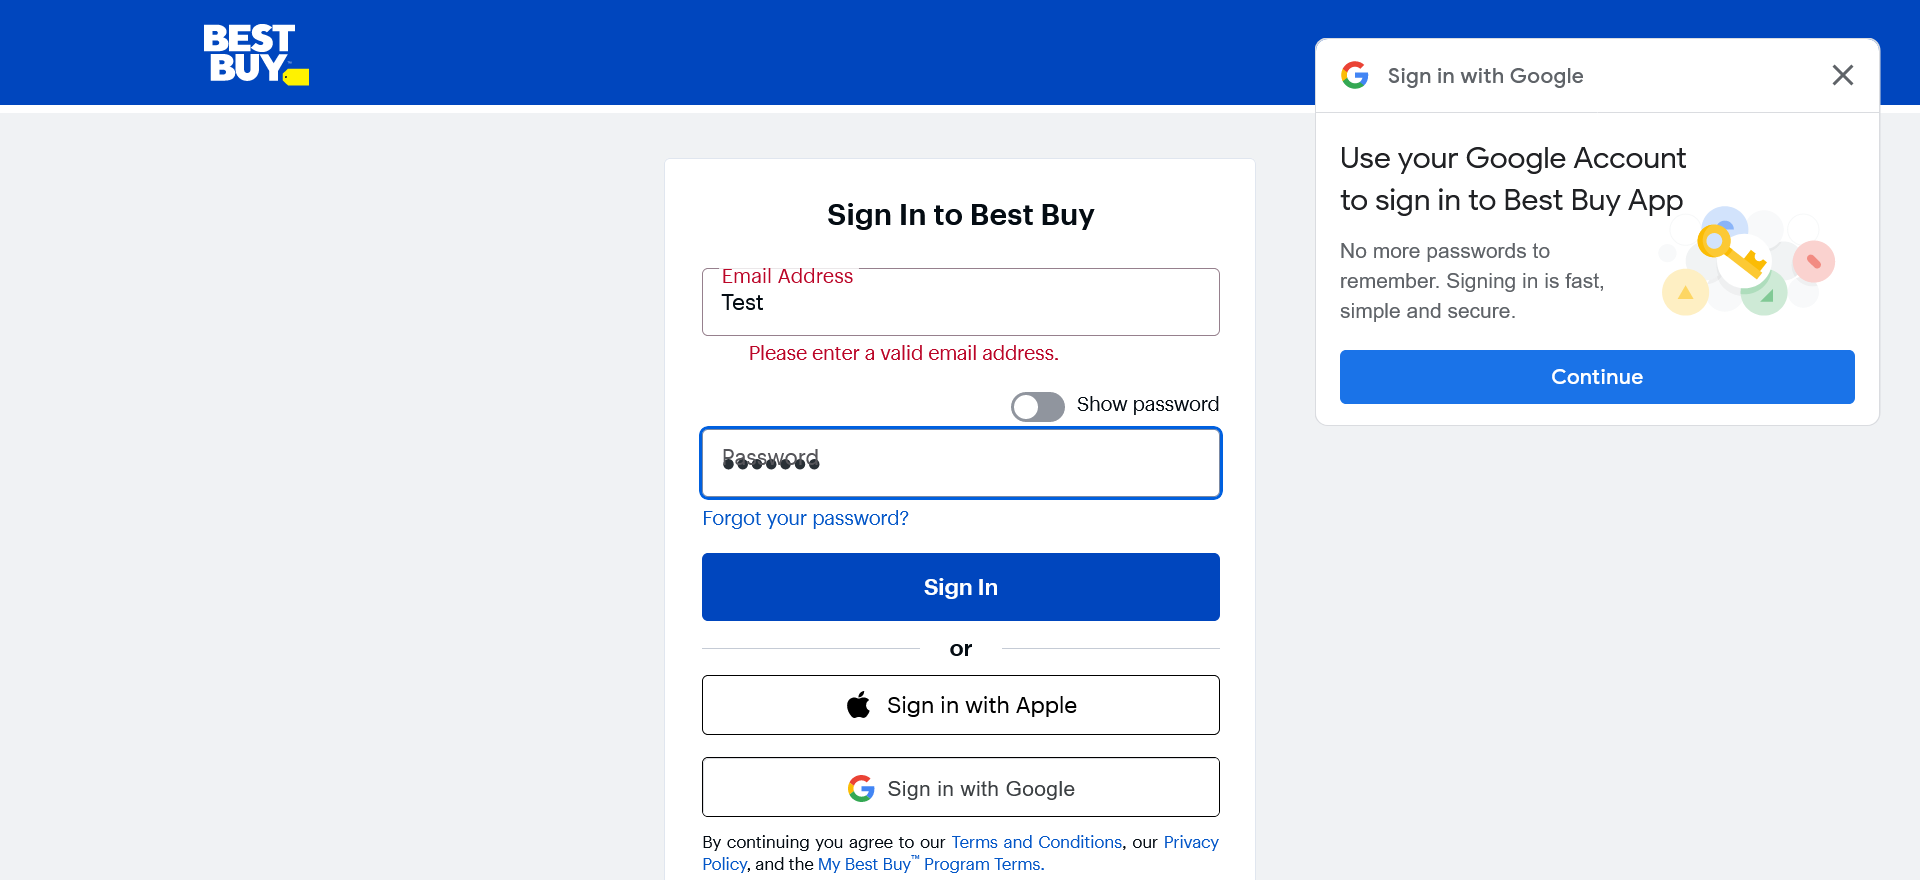 BEST
BUY
Sign in with Google
Use your Google Account
to sign in to Best Buy App
No more passwords to
remember. Signing in is fast,
simple and secure.
Continue
Sign In to Best Buy
Email Address
Test
Please enter a valid email address.
Show password
Password
Forgot your password?
Sign In
or
Sign in with Apple
Sign in with Google
By continuing you agree to our Terms and Conditions, our Privacy
Policy, and the My Best Buy™ Program Terms.